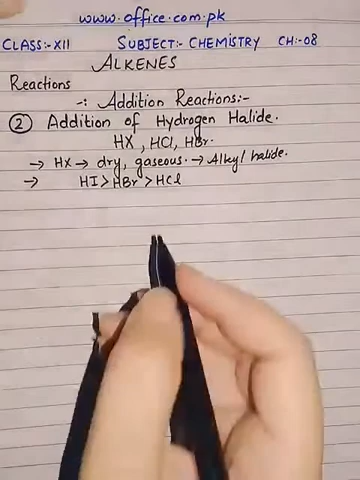 www.office.com.pk
CLASS:-XII SUBJECT:- CHEMISTRY CH:-08
ALKENES
Reactions
-: Addition Reactions:-
② Addition of Hydrogen Halide.
HX, HCl, HBr.
→ HX → dry, gaseous. → Alkyl halide.
→ HI > HBr > HCl